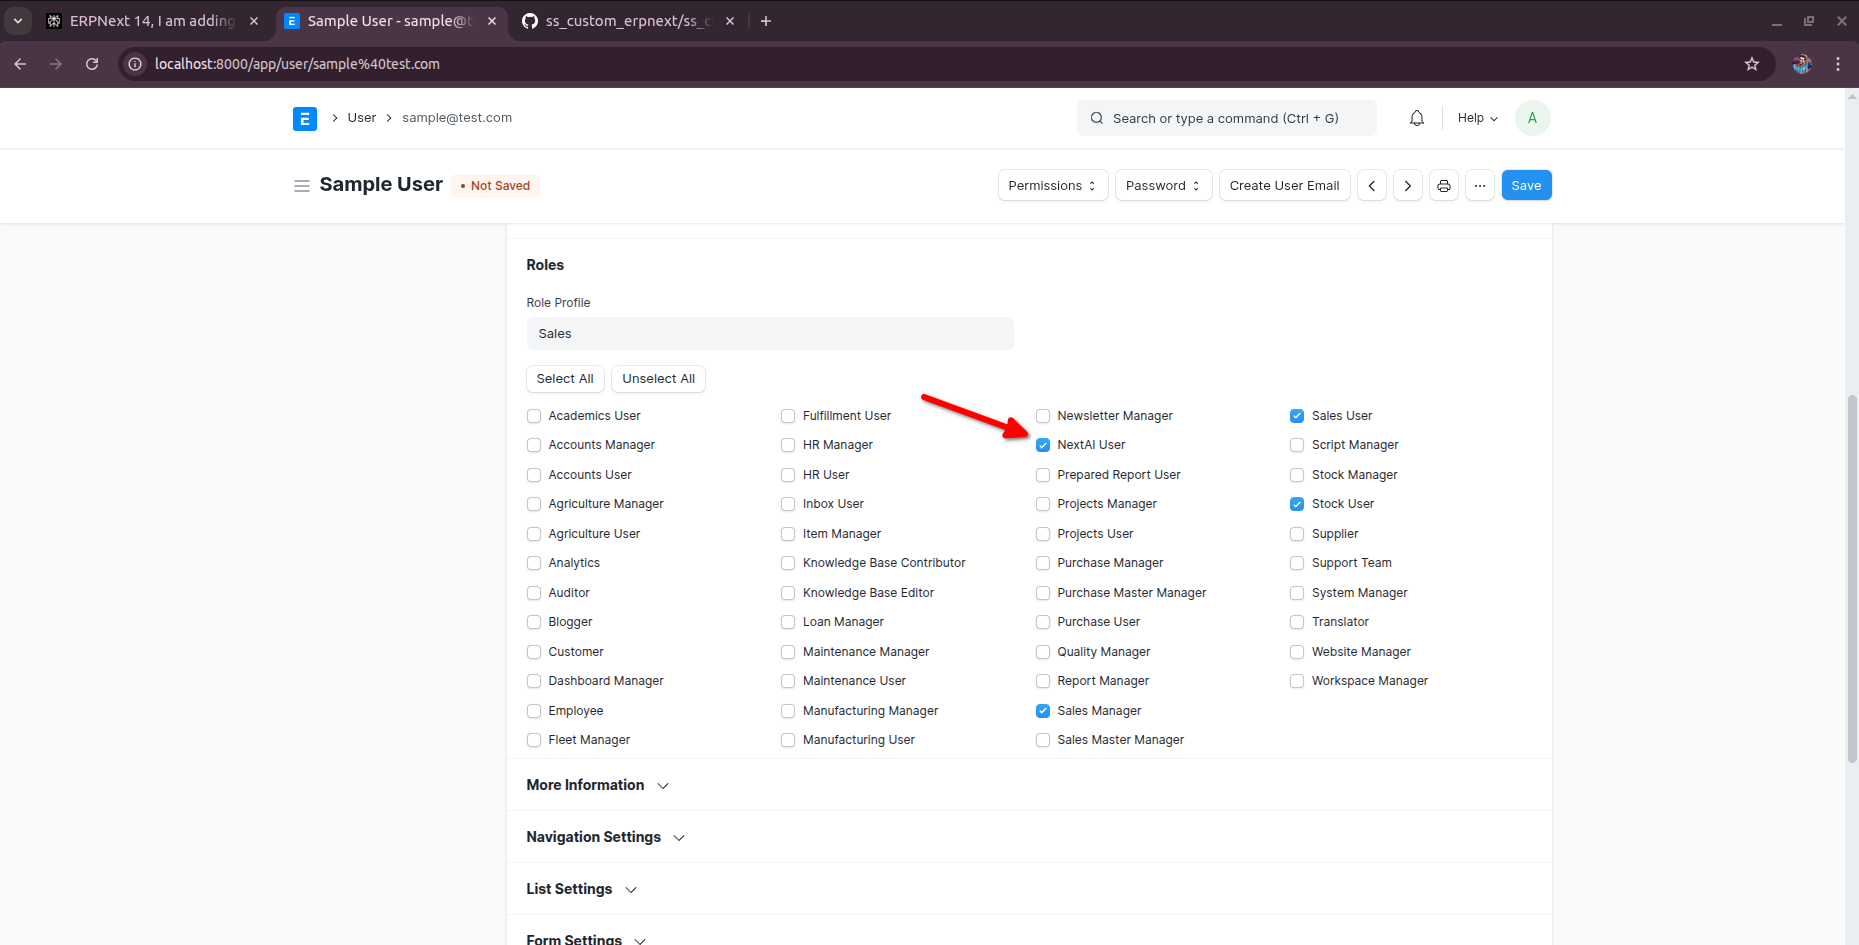 ERPNext 14, I am adding
Sample User - sample@t
ss_custom_erpnext/ss_c
localhost:8000/app/user/sample%40test.com
E
User
sample@test.com
Search or type a command (Ctrl + G)
Help
A
Sample User
• Not Saved
Permissions
Password
Create User Email
Save
Roles
Role Profile
Sales
Select All
Unselect All
Academics User
Accounts Manager
Accounts User
Agriculture Manager
Agriculture User
Analytics
Auditor
Blogger
Customer
Dashboard Manager
Employee
Fleet Manager
Fulfillment User
HR Manager
HR User
Inbox User
Item Manager
Knowledge Base Contributor
Knowledge Base Editor
Loan Manager
Maintenance Manager
Maintenance User
Manufacturing Manager
Manufacturing User
Newsletter Manager
NextAI User
Prepared Report User
Projects Manager
Projects User
Purchase Manager
Purchase Master Manager
Purchase User
Quality Manager
Report Manager
Sales Manager
Sales Master Manager
Sales User
Script Manager
Stock Manager
Stock User
Supplier
Support Team
System Manager
Translator
Website Manager
Workspace Manager
More Information
Navigation Settings
List Settings
Form Settings